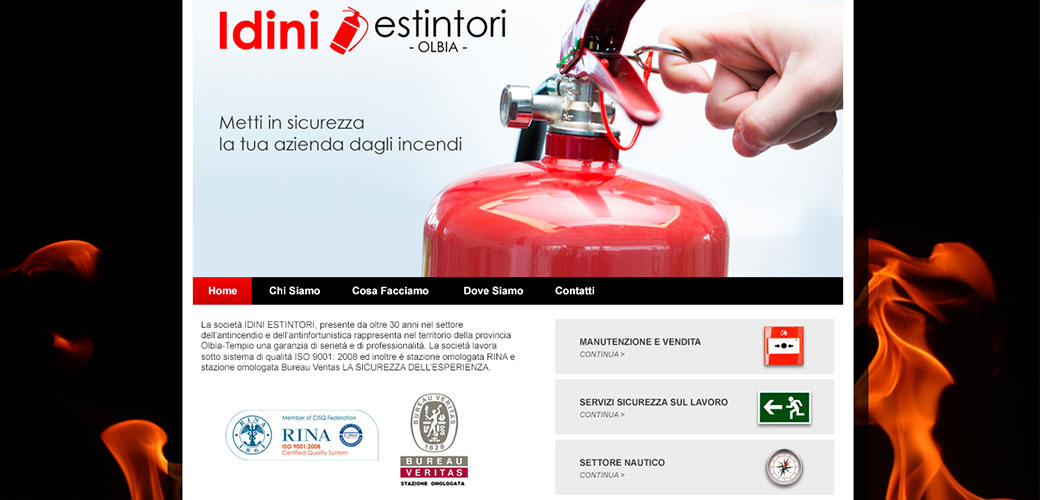 Idini estintori
- OLBIA -
Metti in sicurezza
la tua azienda dagli incendi
Home Chi Siamo Cosa Facciamo Dove Siamo Contatti
La società IDINI ESTINTORI, presente da oltre 30 anni nel settore
dell'antincendio e dell'antinfortunistica rappresenta nel territorio della provincia
Olbia-Tempio una garanzia di serietà e di professionalità. La società lavora
sotto sistema di qualità ISO 9001: 2008 ed inoltre è stazione omologata RINA e
stazione omologata Bureau Veritas LA SICUREZZA DELL'ESPERIENZA.
Member of CISQ Federation
RINA
ISO 9001:2008
Certified Quality System
BUREAU VERITAS
1828
BUREAU
VERITAS
STAZIONE OMOLOGATA
MANUTENZIONE E VENDITA
CONTINUA >
SERVIZI SICUREZZA SUL LAVORO
CONTINUA >
SETTORE NAUTICO
CONTINUA >